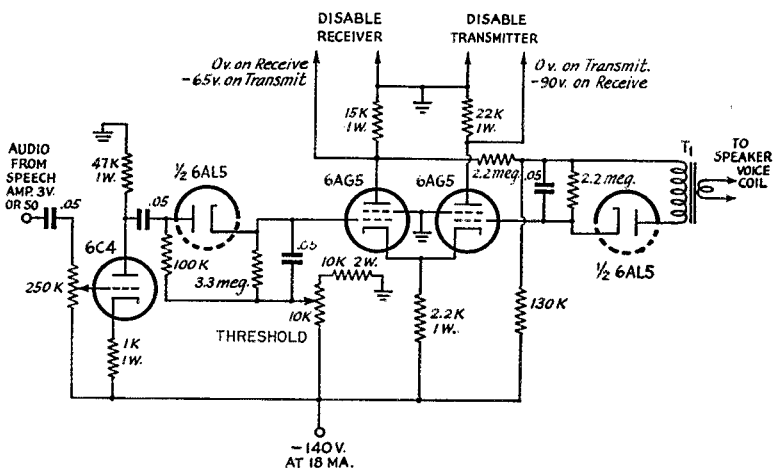 DISABLE
RECEIVER
DISABLE
TRANSMITTER
0v. on Receive
-65v. on Transmit
0v. on Transmit.
-90v. on Receive
15K
1W.
22K
1W.
AUDIO
FROM
SPEECH
AMP, 3V.
OR SO
.05
47K
1W.
.05
½ 6AL5
6AG5
6AG5
2.2 meg.
.05
2.2 meg.
T1
TO
SPEAKER
VOICE
COIL
6C4
250K
100K
3.3 meg.
.05
10K 2W.
10K
THRESHOLD
2.2K
1W.
130K
½ 6AL5
1K
1W.
-140V.
AT 18 MA.